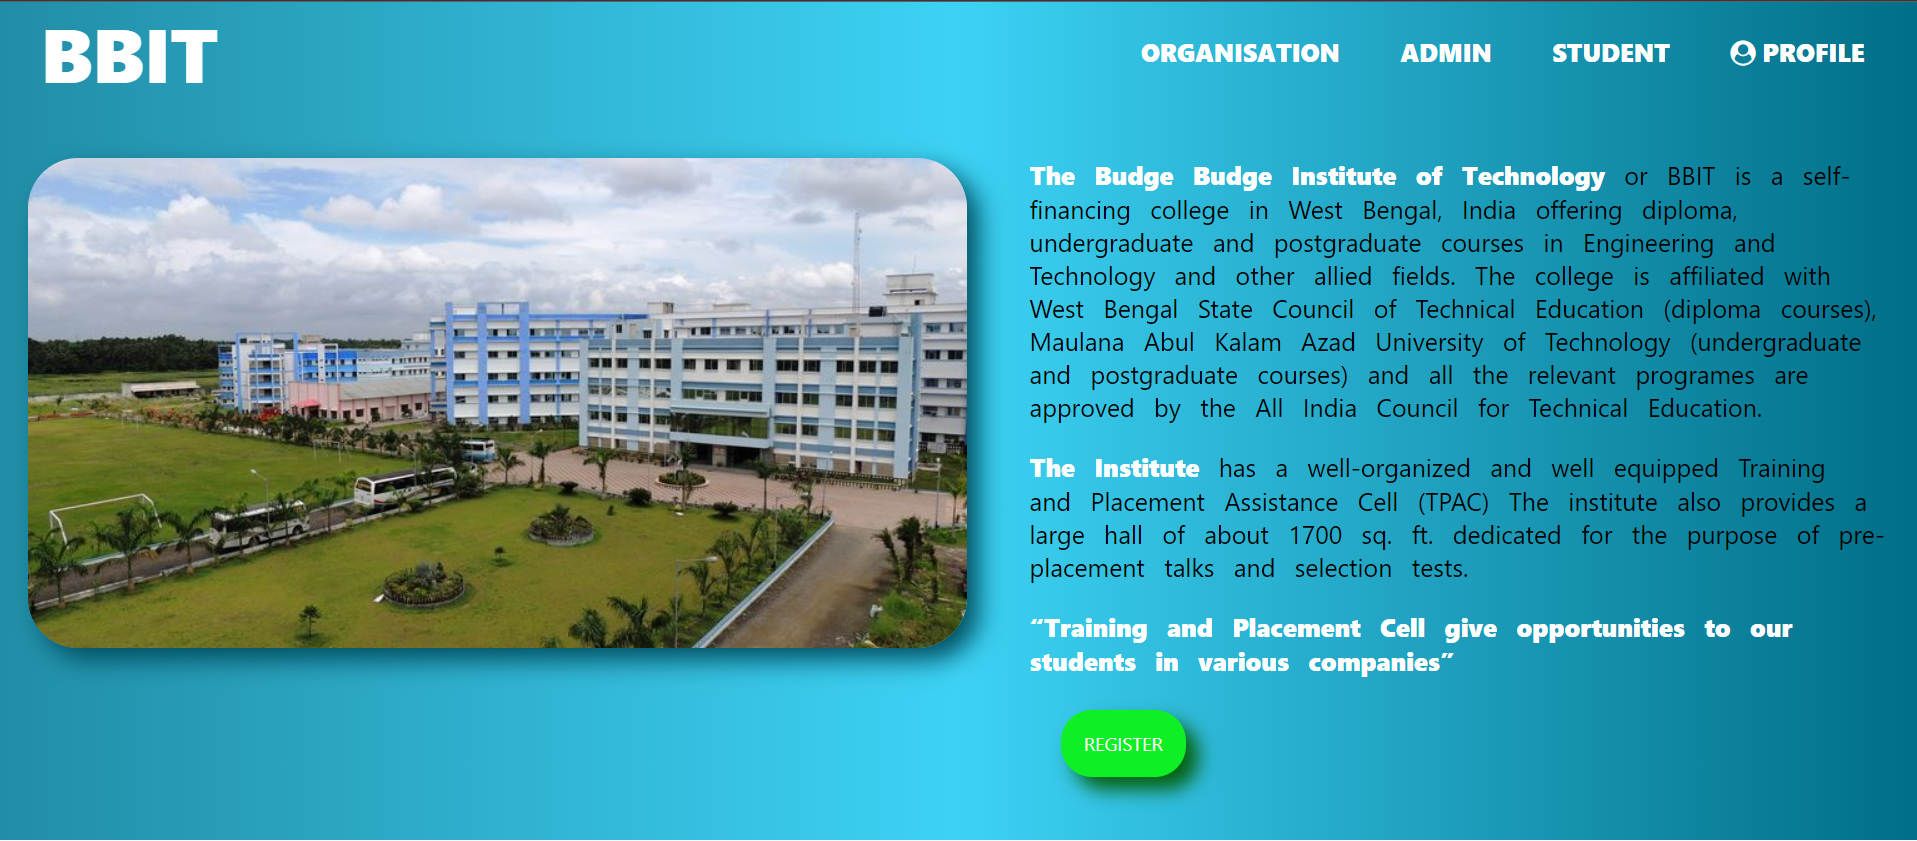 BBIT
ORGANISATION ADMIN STUDENT PROFILE
The Budge Budge Institute of Technology or BBIT is a self-
financing college in West Bengal, India offering diploma,
undergraduate and postgraduate courses in Engineering and
Technology and other allied fields. The college is affiliated with
West Bengal State Council of Technical Education (diploma courses),
Maulana Abul Kalam Azad University of Technology (undergraduate
and postgraduate courses) and all the relevant programes are
approved by the All India Council for Technical Education.
The Institute has a well-organized and well equipped Training
and Placement Assistance Cell (TPAC) The institute also provides a
large hall of about 1700 sq. ft. dedicated for the purpose of pre-
placement talks and selection tests.
“Training and Placement Cell give opportunities to our
students in various companies”
REGISTER